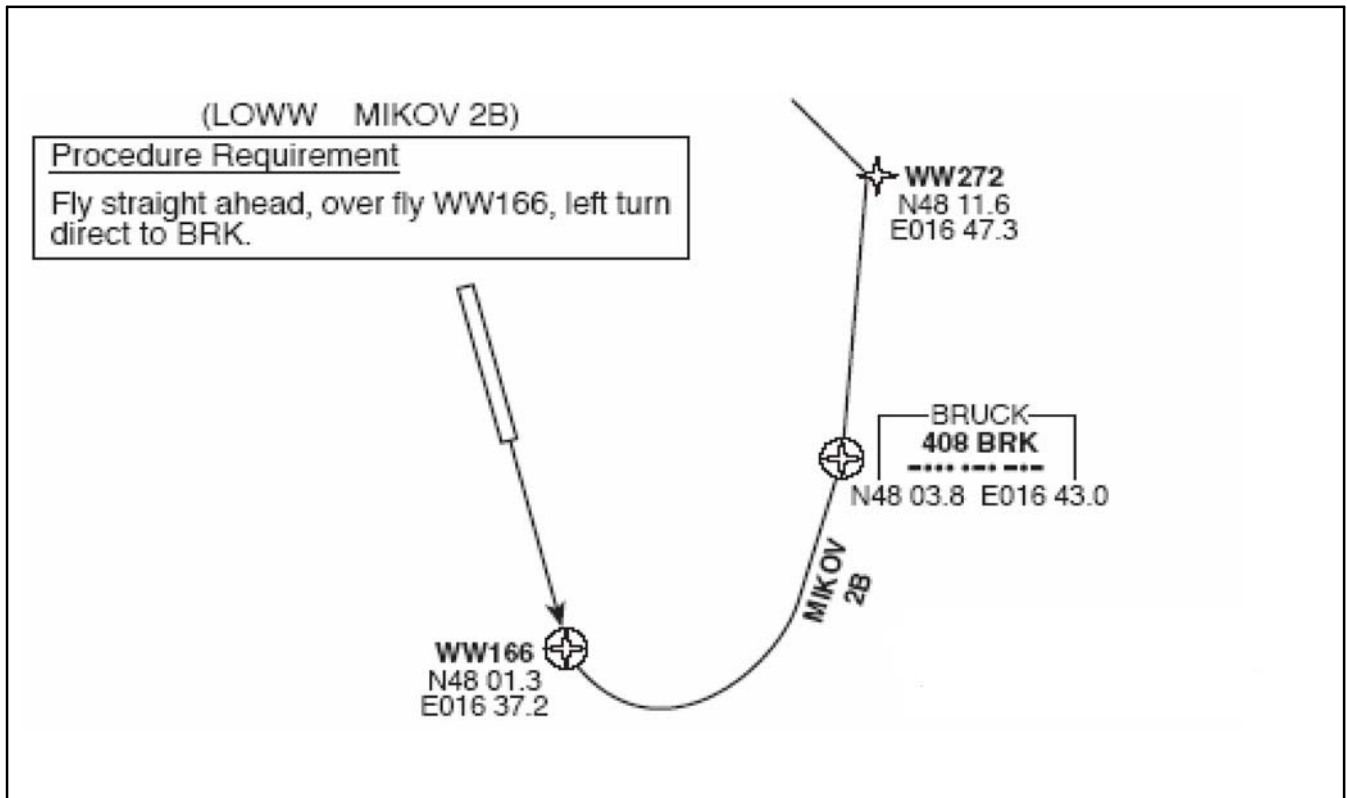 (LOWW MIKOV 2B)
Procedure Requirement
Fly straight ahead, over fly WW166, left turn
direct to BRK.
WW272
N48 11.6
E016 47.3
BRUCK
408 BRK
N48 03.8 E016 43.0
MIKOV
2B
WW166
N48 01.3
E016 37.2